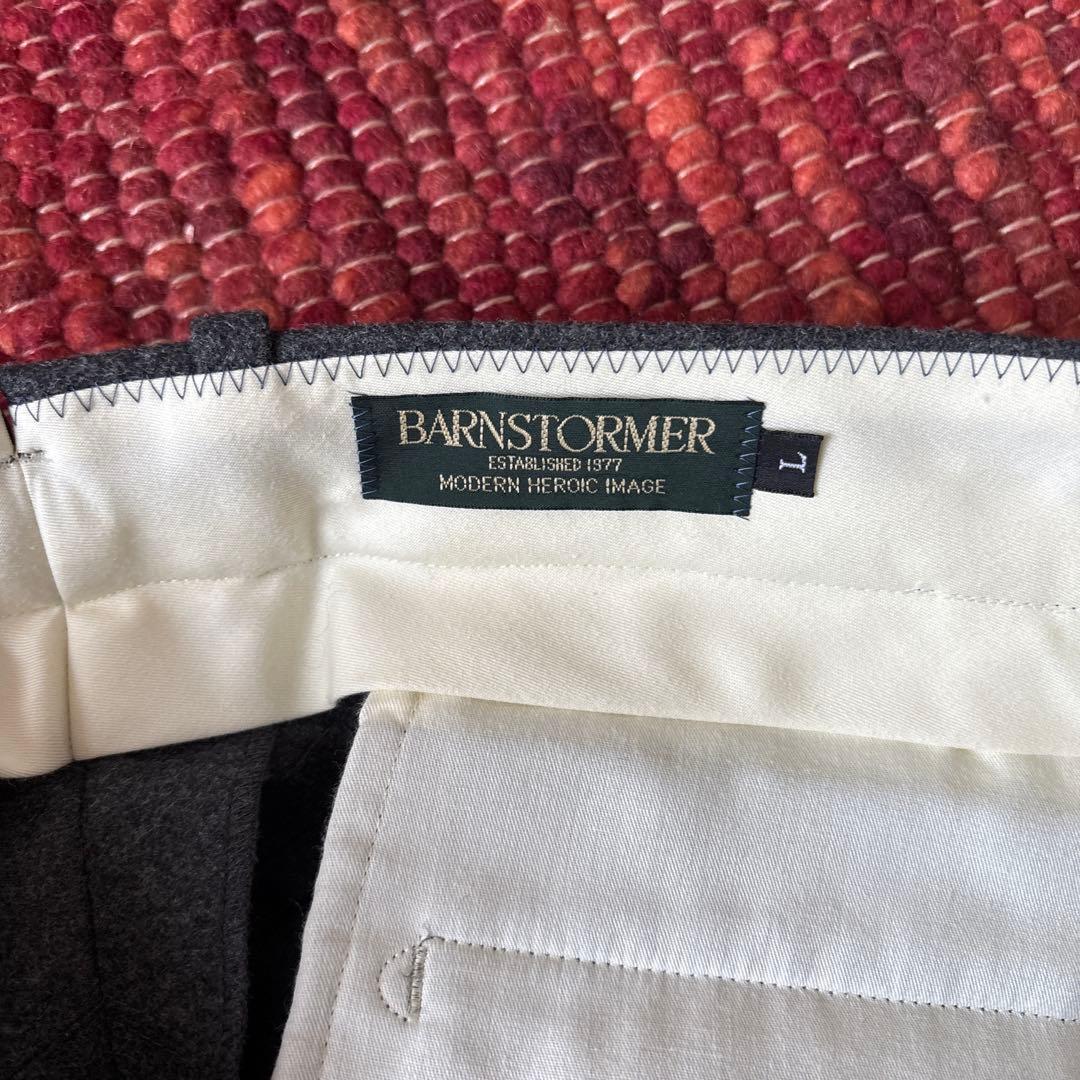 BARNSTORMER
ESTABLISHED 1977
MODERN HEROIC IMAGE
L